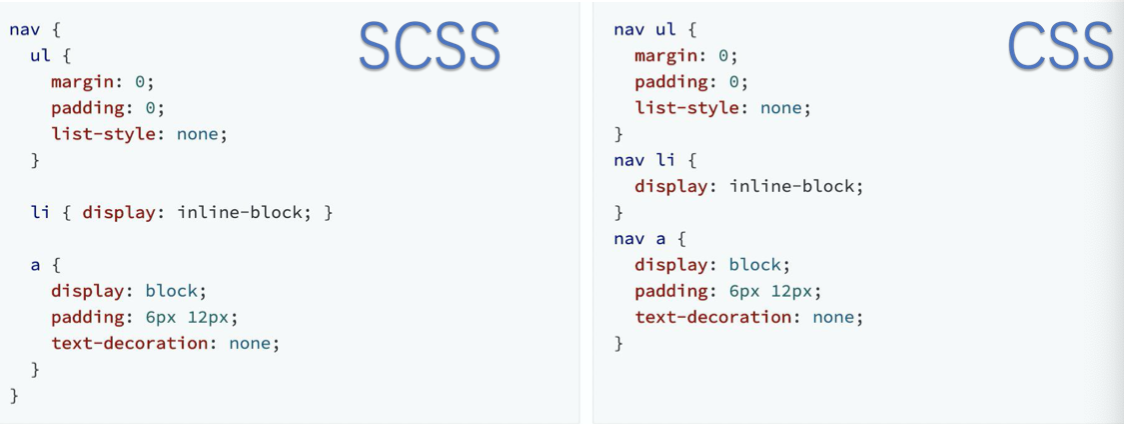 SCSS
nav {
  ul {
    margin: 0;
    padding: 0;
    list-style: none;
  }

  li { display: inline-block; }

  a {
    display: block;
    padding: 6px 12px;
    text-decoration: none;
  }
}
CSS
nav ul {
  margin: 0;
  padding: 0;
  list-style: none;
}
nav li {
  display: inline-block;
}
nav a {
  display: block;
  padding: 6px 12px;
  text-decoration: none;
}